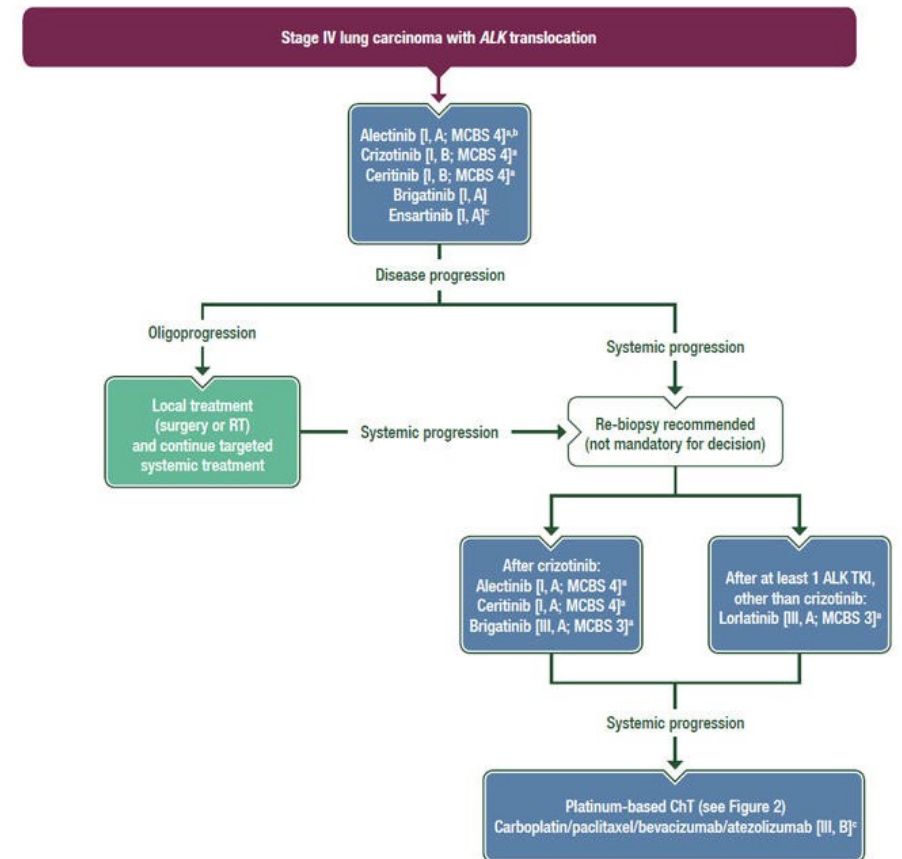 Stage IV lung carcinoma with ALK translocation
Alectinib [I, A; MCBS 4]a,b
Crizotinib [I, B; MCBS 4]a
Ceritinib [I, B; MCBS 4]a
Brigatinib [I, A]
Ensartinib [I, A]c
Disease progression
Oligoprogression
Systemic progression
Local treatment
(surgery or RT)
and continue targeted
systemic treatment
Systemic progression
Re-biopsy recommended
(not mandatory for decision)
After crizotinib:
Alectinib [I, A; MCBS 4]a
Ceritinib [I, A; MCBS 4]a
Brigatinib [III, A; MCBS 3]a
After at least 1 ALK TKI,
other than crizotinib:
Lorlatinib [III, A; MCBS 3]a
Systemic progression
Platinum-based ChT (see Figure 2)
Carboplatin/paclitaxel/bevacizumab/atezolizumab [III, B]c